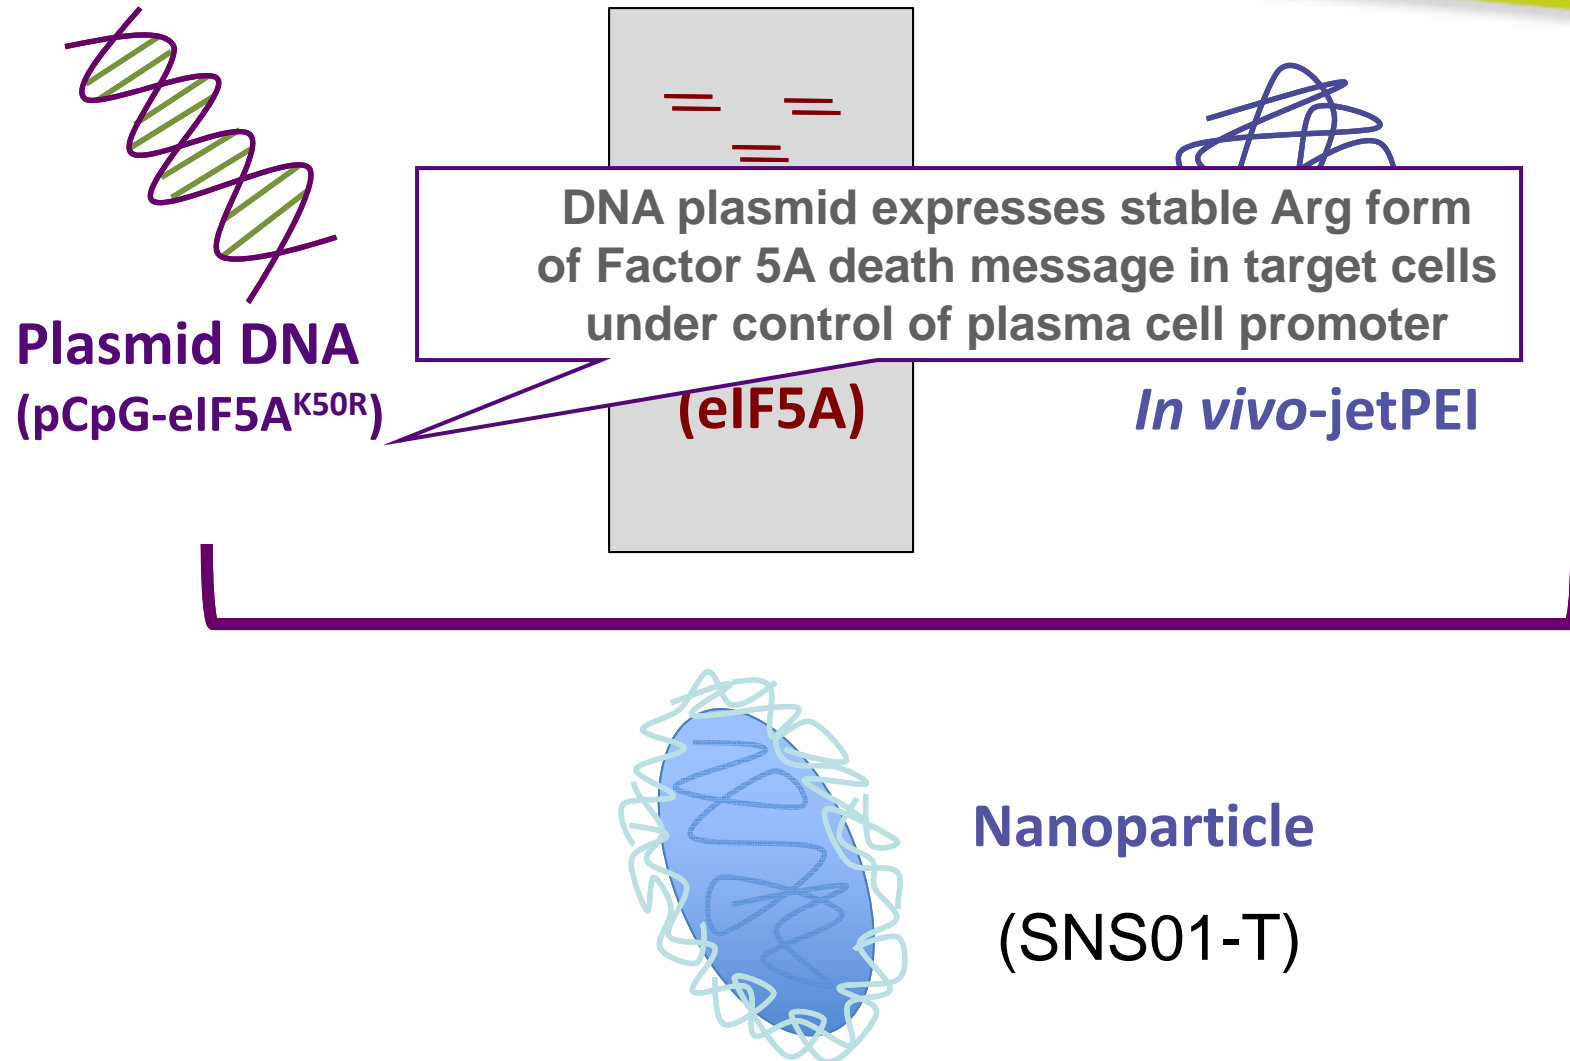 DNA plasmid expresses stable Arg form
of Factor 5A death message in target cells
under control of plasma cell promoter
Plasmid DNA
(pCpG-eIF5AK50R)
(eIF5A)
In vivo-jetPEI
Nanoparticle
(SNS01-T)